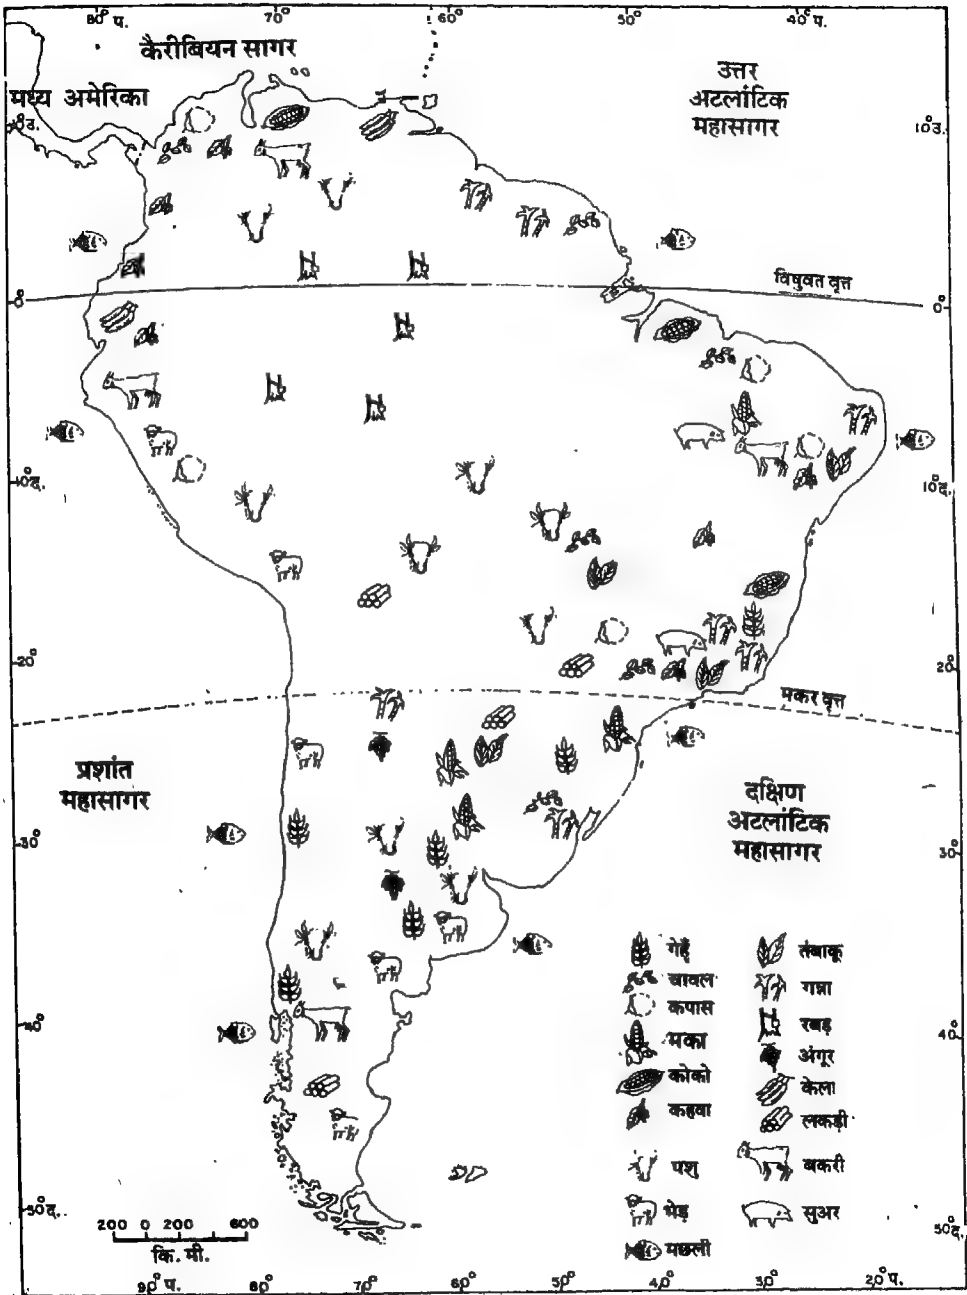 80° प.
70°
60°
50°
40° प.
कैरीबियन सागर
मध्य अमेरिका
उत्तर
अटलांटिक
महासागर
10° उ.
10° उ.
विषुवत वृत्त
0°
0°
10° द.
10° द.
20°
20°
मकर वृत्त
प्रशांत
महासागर
दक्षिण
अटलांटिक
महासागर
30°
30°
गेहूँ
चावल
कपास
मका
कोको
कहवा
पशु
भेड़
मछली
तंबाकू
गन्ना
रबड़
अंगूर
केला
लकड़ी
बकरी
सुअर
40°
40°
50° द.
50° द.
200 0 200 600
कि. मी.
90° प.
80°
70°
60°
50°
40°
30°
20° प.